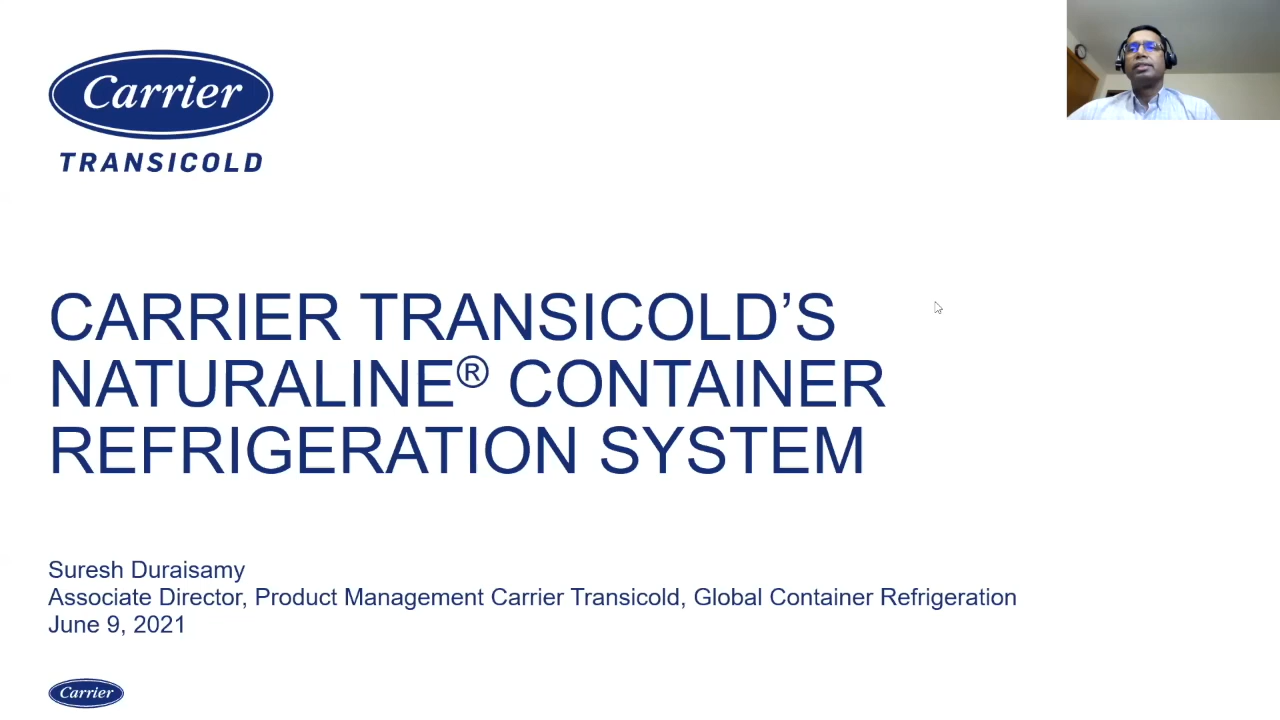 Carrier
TRANSICOLD
CARRIER TRANSICOLD’S
NATURALINE® CONTAINER
REFRIGERATION SYSTEM
Suresh Duraisamy
Associate Director, Product Management Carrier Transicold, Global Container Refrigeration
June 9, 2021
Carrier